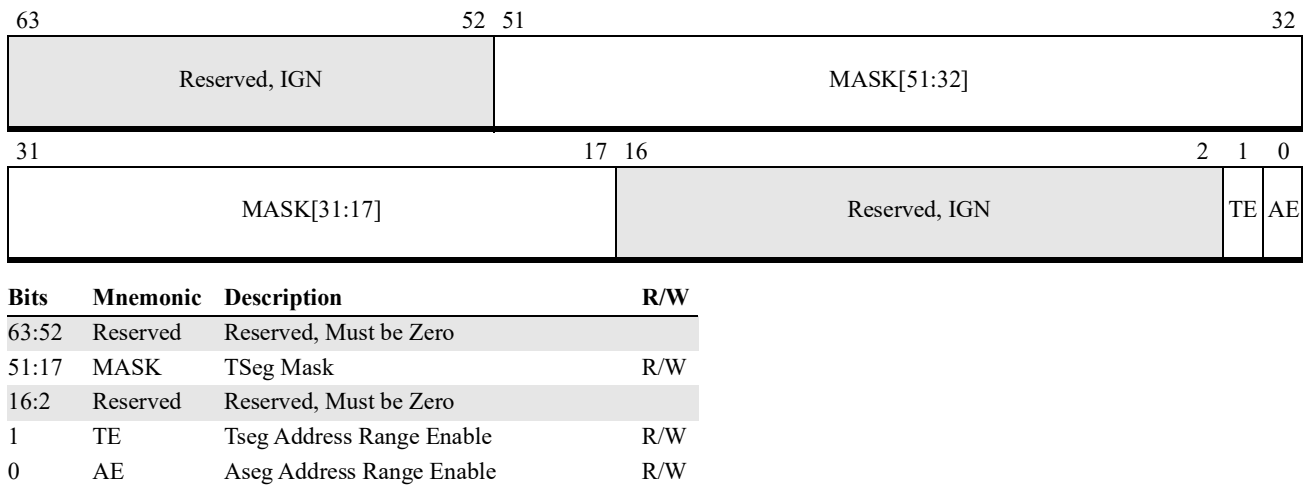 63 52 51 32
Reserved, IGN MASK[51:32]
31 17 16 2 1 0
MASK[31:17] Reserved, IGN TE AE
Bits Mnemonic Description R/W
63:52 Reserved Reserved, Must be Zero
51:17 MASK TSeg Mask R/W
16:2 Reserved Reserved, Must be Zero
1 TE Tseg Address Range Enable R/W
0 AE Aseg Address Range Enable R/W